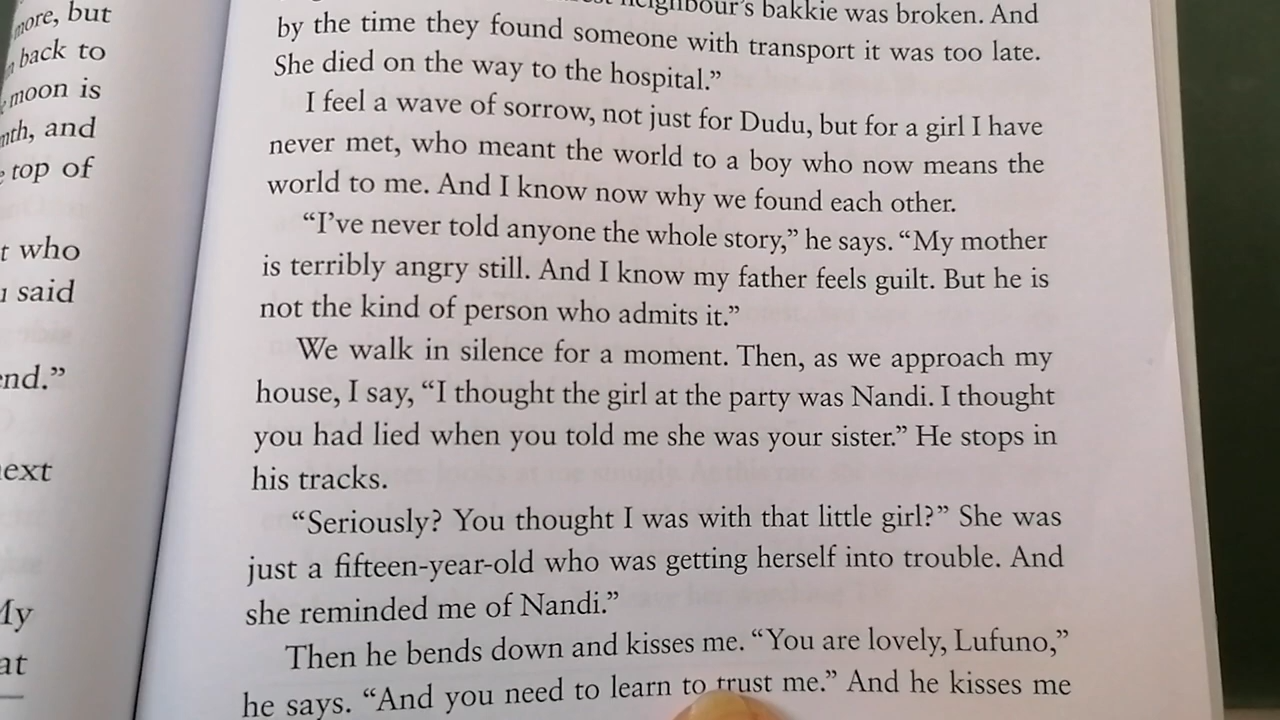 more, but
back to
moon is
and
top of
who
said
next
My
neighbour's bakkie was broken. And
by the time they found someone with transport it was too late.
She died on the way to the hospital.”
I feel a wave of sorrow, not just for Dudu, but for a girl I have
never met, who meant the world to a boy who now means the
world to me. And I know now why we found each other.
“I’ve never told anyone the whole story,” he says. “My mother
is terribly angry still. And I know my father feels guilt. But he is
not the kind of person who admits it.”
We walk in silence for a moment. Then, as we approach my
house, I say, “I thought the girl at the party was Nandi. I thought
you had lied when you told me she was your sister.” He stops in
his tracks.
“Seriously? You thought I was with that little girl?” She was
just a fifteen-year-old who was getting herself into trouble. And
she reminded me of Nandi.”
Then he bends down and kisses me. “You are lovely, Lufuno,”
he says. “And you need to learn to trust me.” And he kisses me